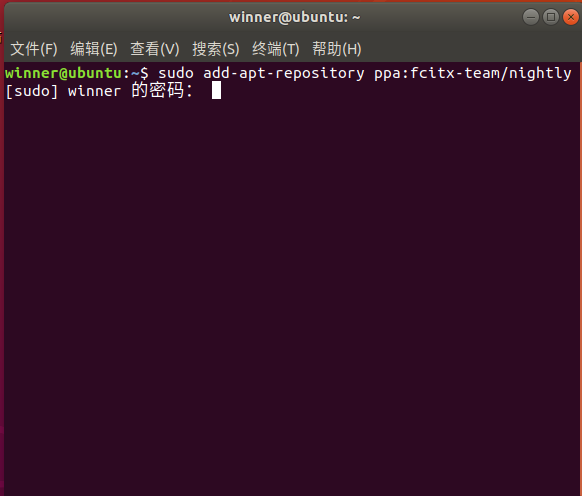 winner@ubuntu: ~
文件(F) 编辑(E) 查看(V) 搜索(S) 终端(T) 帮助(H)
winner@ubuntu:~$ sudo add-apt-repository ppa:fcitx-team/nightly
[sudo] winner 的密码：